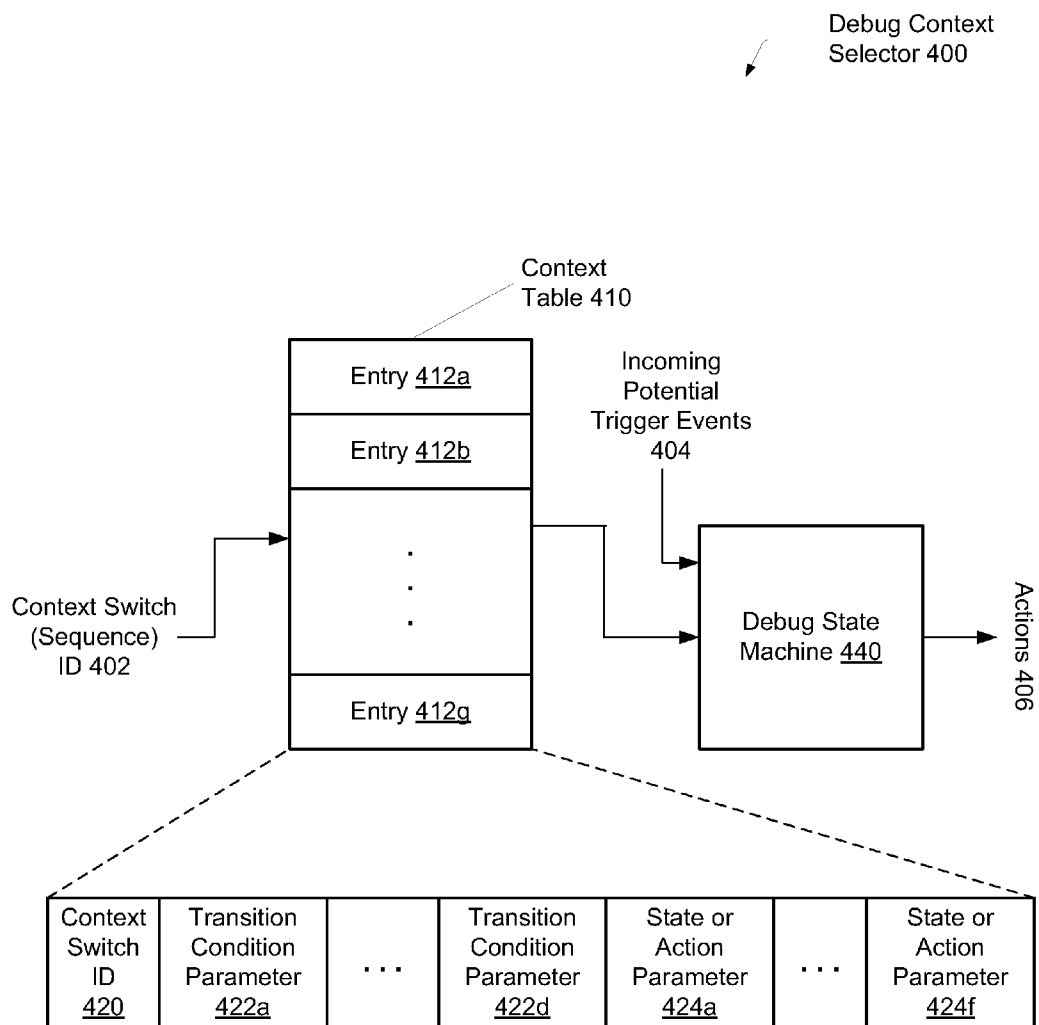 Debug Context
Selector 400
Context
Table 410
Entry 412a
Entry 412b
Entry 412g
Incoming
Potential
Trigger Events
404
Context Switch
(Sequence)
ID 402
Debug State
Machine 440
Actions 406
Context
Switch
ID
420
Transition
Condition
Parameter
422a
. . .
Transition
Condition
Parameter
422d
State or
Action
Parameter
424a
. . .
State or
Action
Parameter
424f